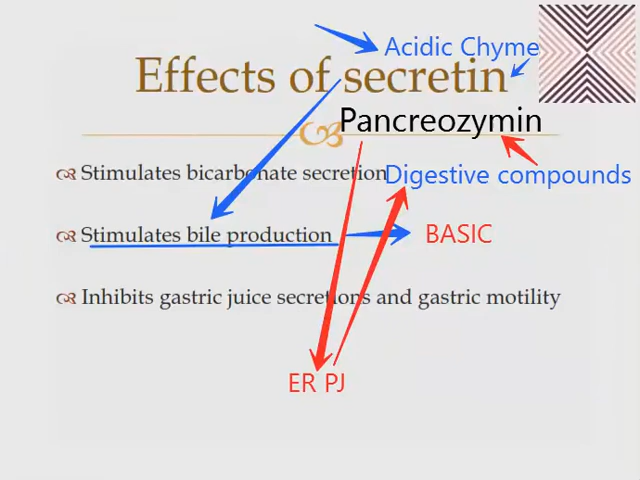 Acidic Chyme
Effects of secretin
Pancreozymin
Stimulates bicarbonate secretion
Digestive compounds
Stimulates bile production
BASIC
Inhibits gastric juice secretions and gastric motility
ER PJ